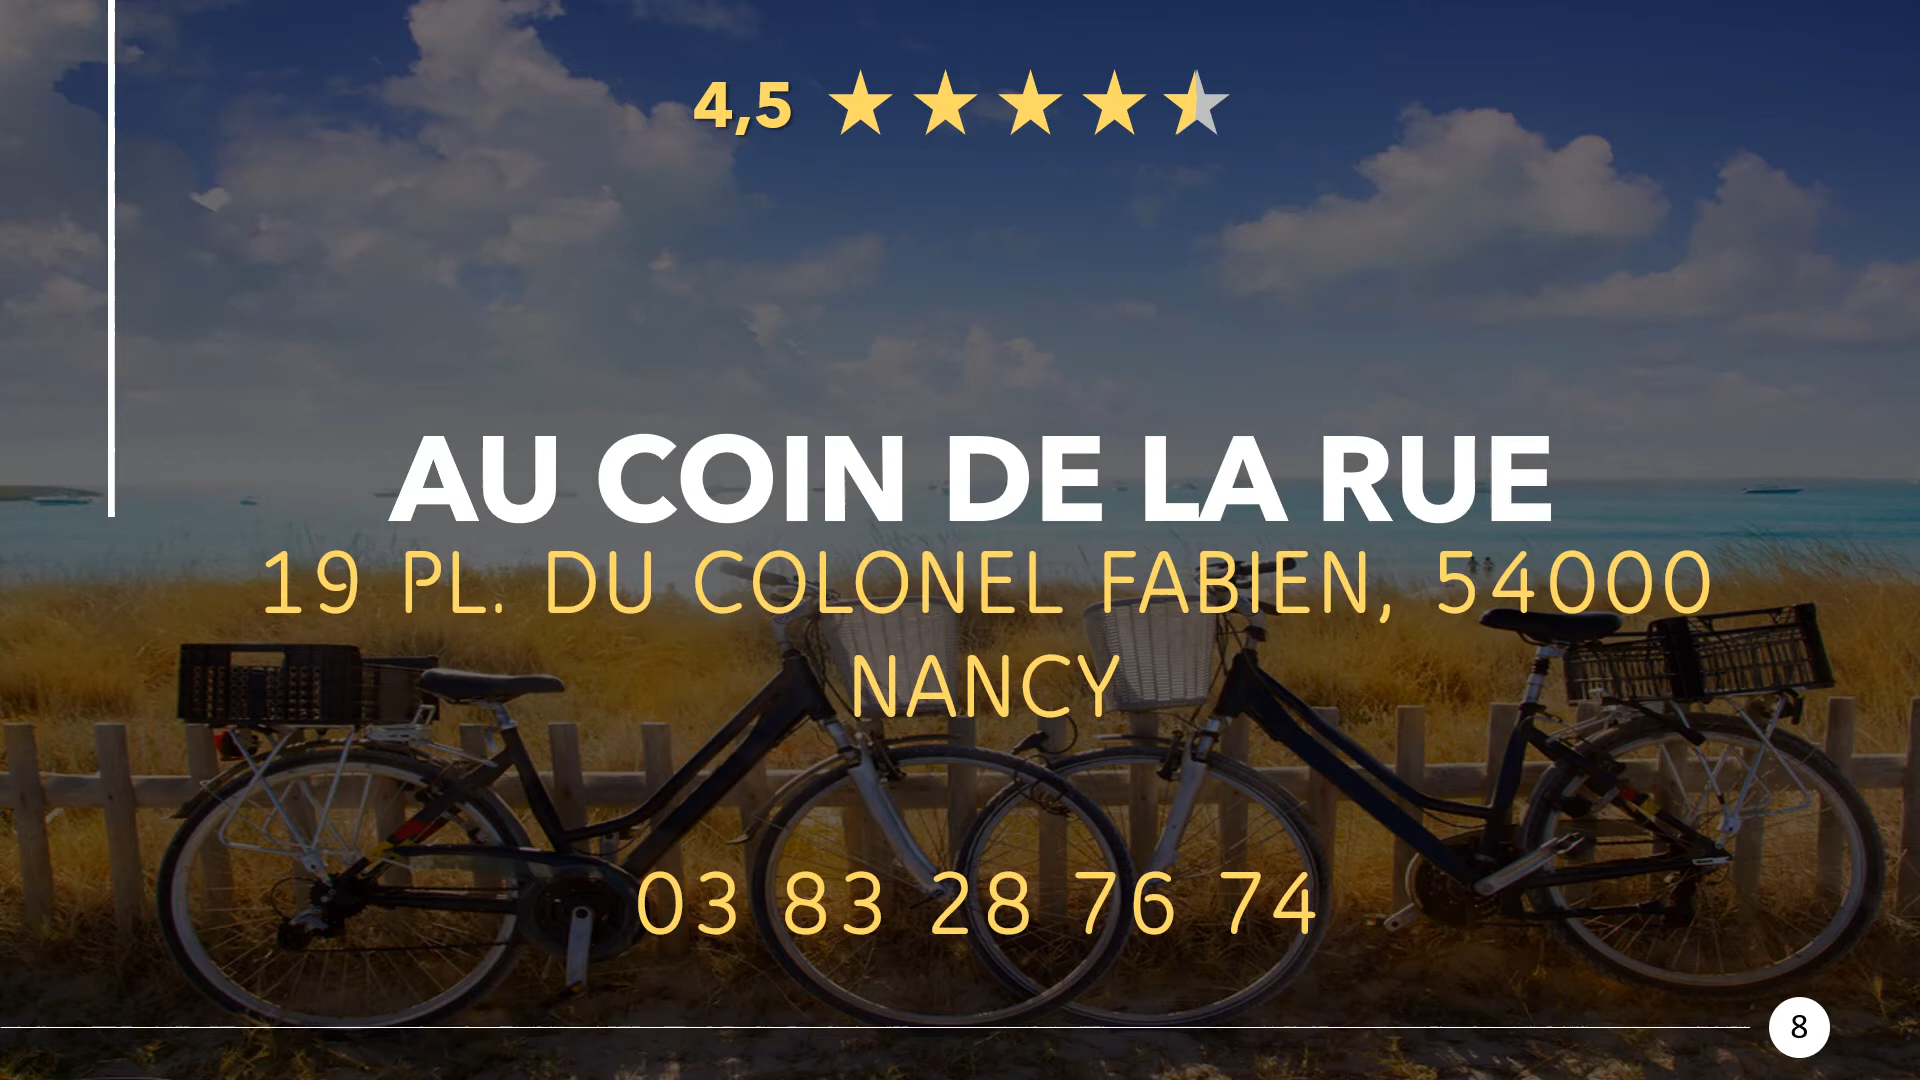 4,5
AU COIN DE LA RUE
19 PL. DU COLONEL FABIEN, 54000
NANCY
03 83 28 76 74
8